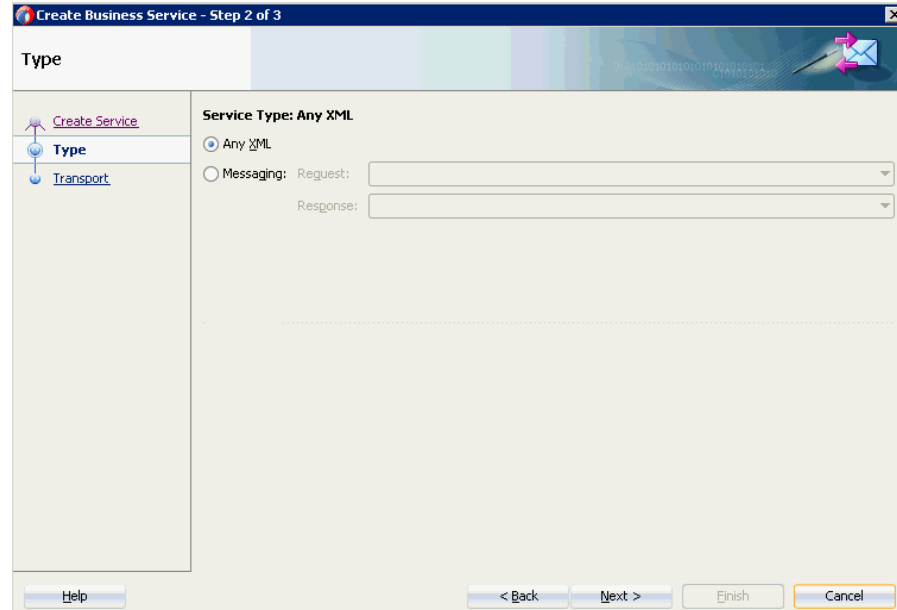 Create Business Service - Step 2 of 3
Type
Create Service
Type
Transport
Service Type: Any XML
Any XML
Messaging: Request:
Response:
Help
< Back Next > Finish Cancel